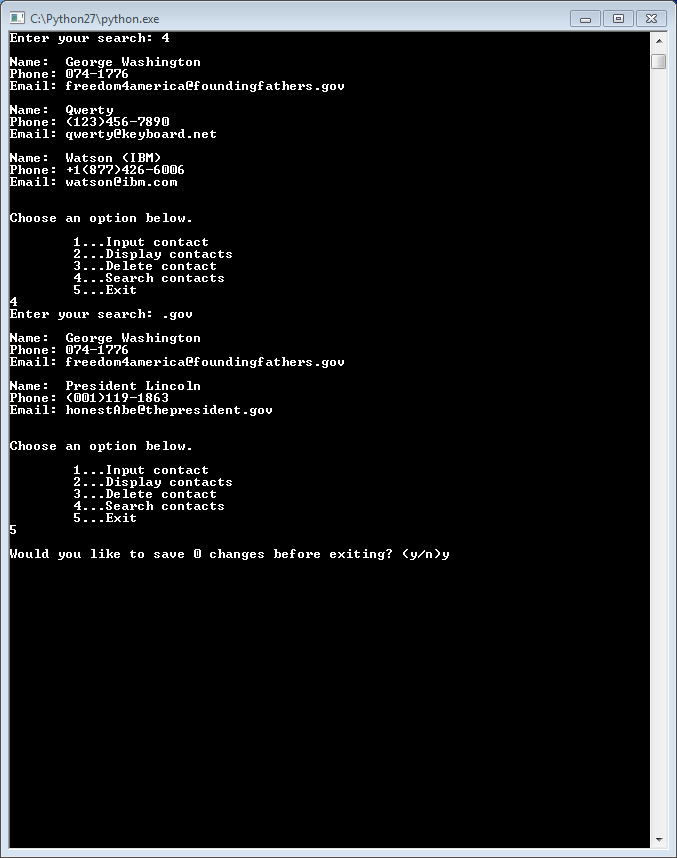 C:\Python27\python.exe
Enter your search: 4
Name:  George Washington
Phone: 074-1776
Email: freedom4america@foundingfathers.gov
Name:  Qwerty
Phone: (123)456-7890
Email: qwerty@keyboard.net
Name:  Watson (IBM)
Phone: +1(877)426-6006
Email: watson@ibm.com
Choose an option below.
1...Input contact
2...Display contacts
3...Delete contact
4...Search contacts
5...Exit
4
Enter your search: .gov
Name:  George Washington
Phone: 074-1776
Email: freedom4america@foundingfathers.gov
Name:  President Lincoln
Phone: (001)119-1863
Email: honestAbe@thepresident.gov
Choose an option below.
1...Input contact
2...Display contacts
3...Delete contact
4...Search contacts
5...Exit
5
Would you like to save 0 changes before exiting? (y/n)y